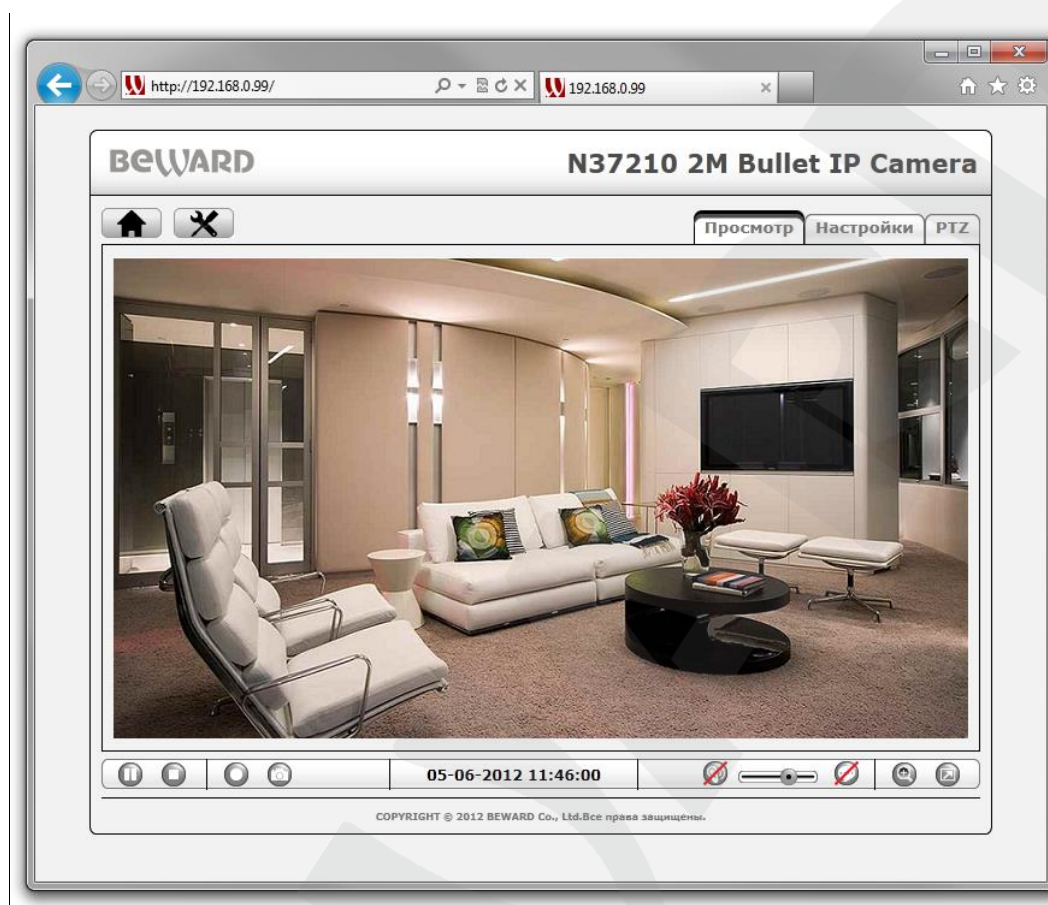 http://192.168.0.99/
192.168.0.99
BEWARD
N37210 2M Bullet IP Camera
Просмотр
Настройки
PTZ
05-06-2012 11:46:00
COPYRIGHT © 2012 BEWARD Co., Ltd.Все права защищены.